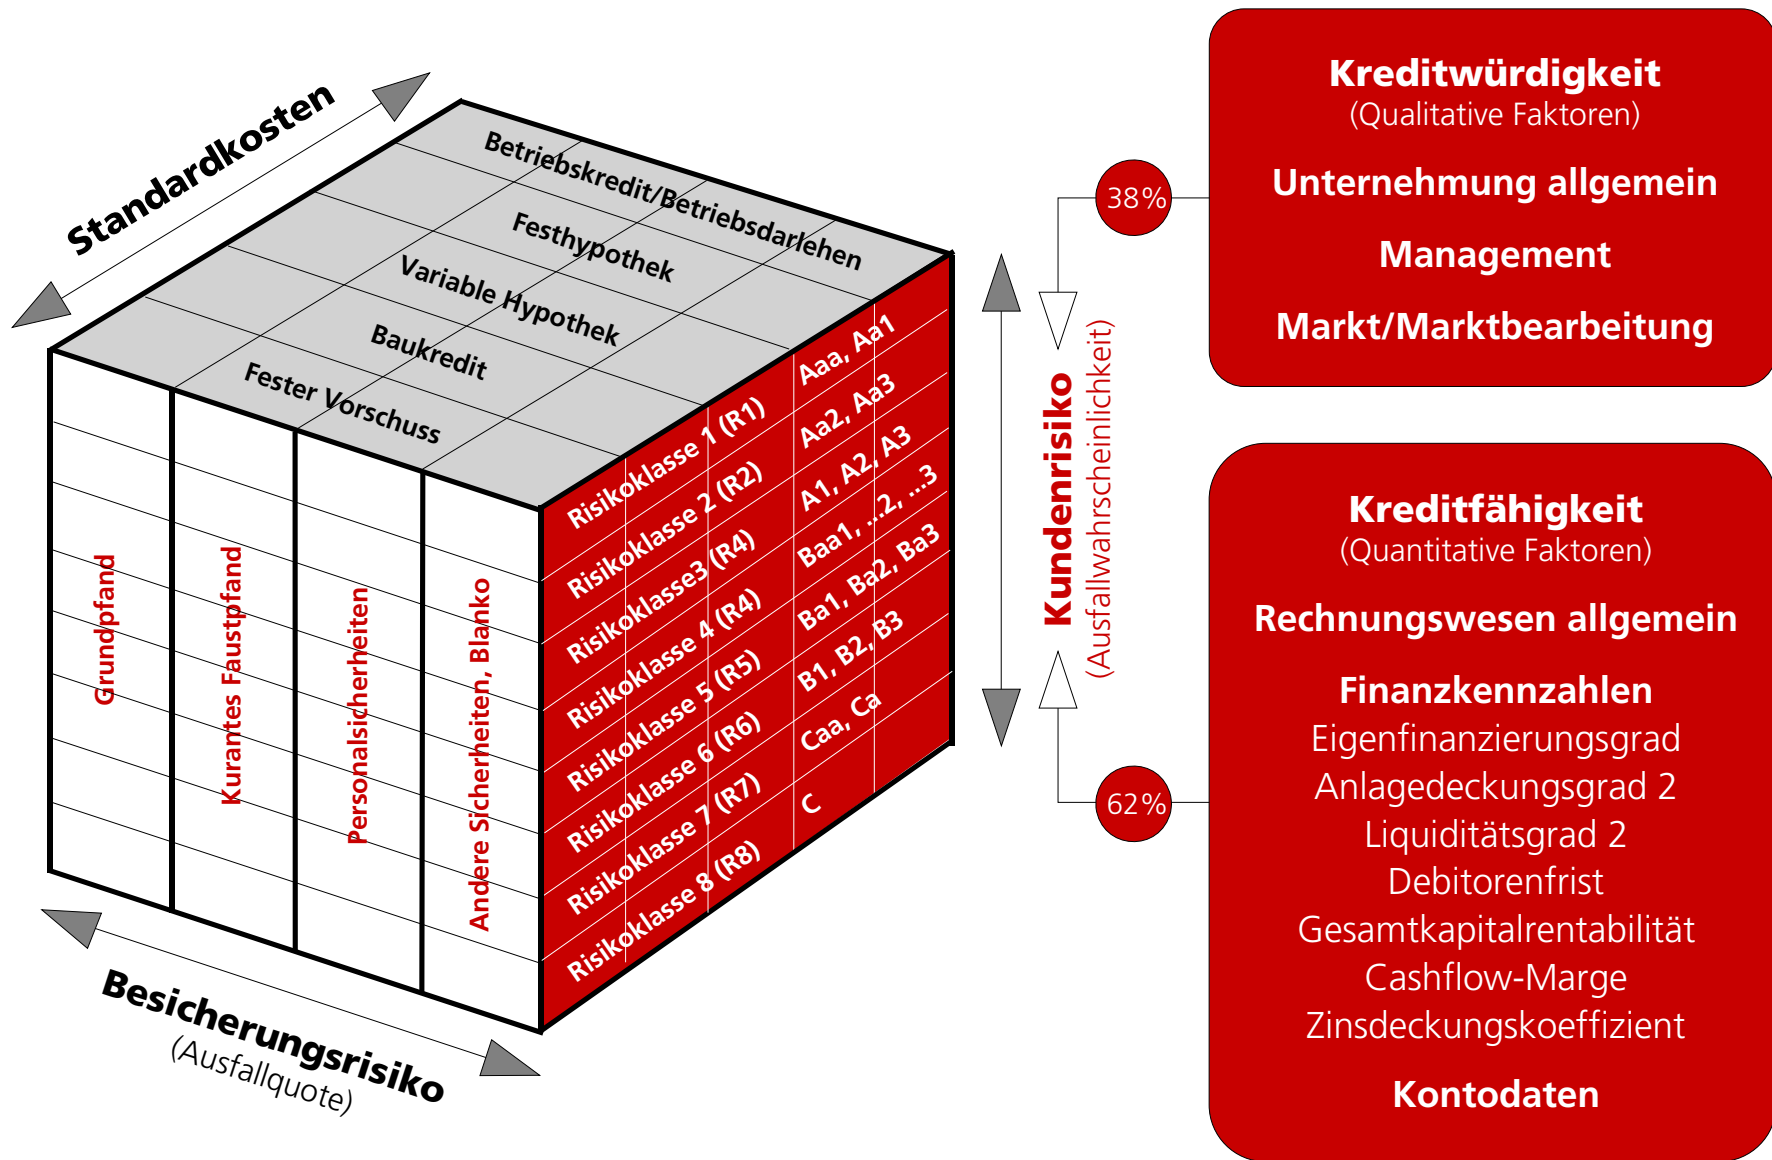 Standardkosten
Betriebskredit/Betriebsdarlehen
Festhypothek
Variable Hypothek
Baukredit
Fester Vorschuss
Grundpfand
Kurantes Faustpfand
Personalsicherheiten
Andere Sicherheiten, Blanko
Risikoklasse 1 (R1) Aaa, Aa1
Risikoklasse 2 (R2) Aa2, Aa3
Risikoklasse3 (R4) A1, A2, A3
Risikoklasse 4 (R4) Baa1, ...2, ...3
Risikoklasse 5 (R5) Ba1, Ba2, Ba3
Risikoklasse 6 (R6) B1, B2, B3
Risikoklasse 7 (R7) Caa, Ca
Risikoklasse 8 (R8) C
Besicherungsrisiko
(Ausfallquote)
Kundenrisiko
(Ausfallwahrscheinlichkeit)
38%
62%
Kreditwürdigkeit
(Qualitative Faktoren)
Unternehmung allgemein
Management
Markt/Marktbearbeitung
Kreditfähigkeit
(Quantitative Faktoren)
Rechnungswesen allgemein
Finanzkennzahlen
Eigenfinanzierungsgrad
Anlagedeckungsgrad 2
Liquiditätsgrad 2
Debitorenfrist
Gesamtkapitalrentabilität
Cashflow-Marge
Zinsdeckungskoeffizient
Kontodaten